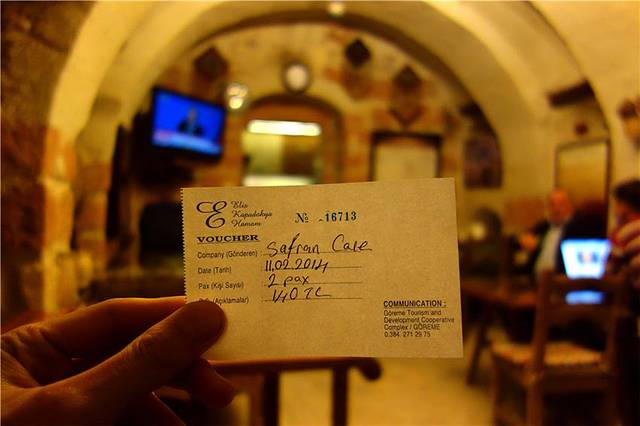 Elis
Kapadokya
Hamam
№ - 16713
VOUCHER
Company (Gönderen) : Safran Cave
Date (Tarih) 11.02.2014
Pax (Kişi Sayısı) 2 pax
(Açıklamalar) 140 TL
COMMUNICATION :
Göreme Tourism and
Development Cooperative
Complex / GÖREME
0.384. 271 29 75